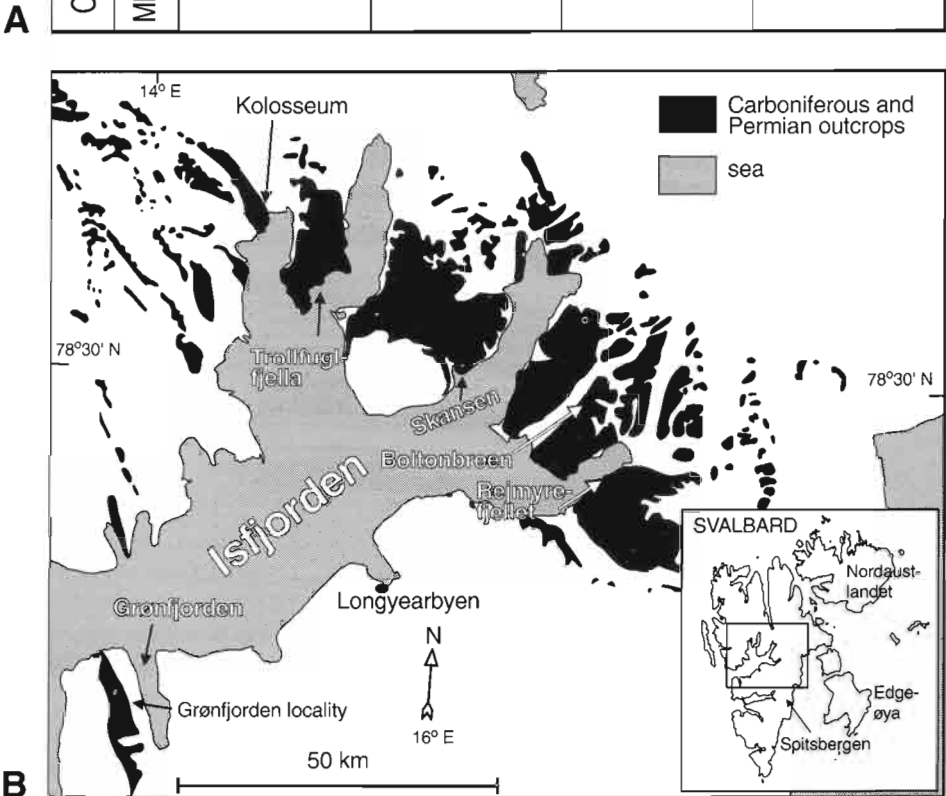 A
14° E
Kolosseum
Carboniferous and
Permian outcrops
sea
78°30' N
78°30' N
Trollfugl-
fjella
Skansen
Boltonbreen
Rejmyre-
fjellet
Isfjorden
SVALBARD
Nordaust-
landet
Longyearbyen
Grønfjorden
N
Edge-
øya
Grønfjorden locality
16° E
Spitsbergen
50 km
B